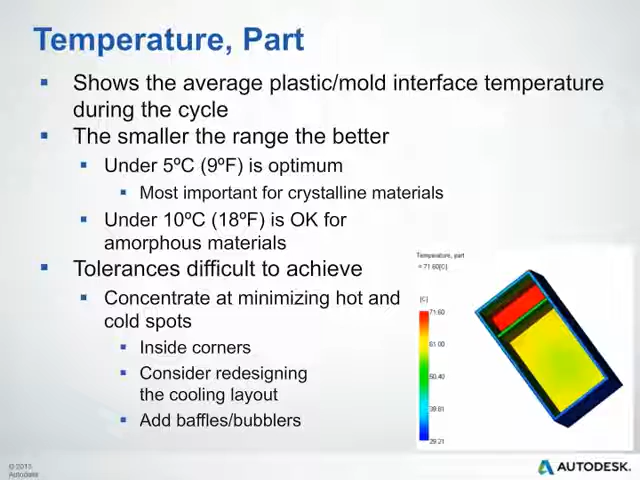 Temperature, Part
Shows the average plastic/mold interface temperature
during the cycle
The smaller the range the better
Under 5ºC (9ºF) is optimum
Most important for crystalline materials
Under 10ºC (18ºF) is OK for
amorphous materials
Tolerances difficult to achieve
Concentrate at minimizing hot and
cold spots
Inside corners
Consider redesigning
the cooling layout
Add baffles/bubblers
Temperature, part
= 71.60[C]
[C]
71.60
61.00
50.40
39.81
29.21
© 2015
Autodesk
AUTODESK.